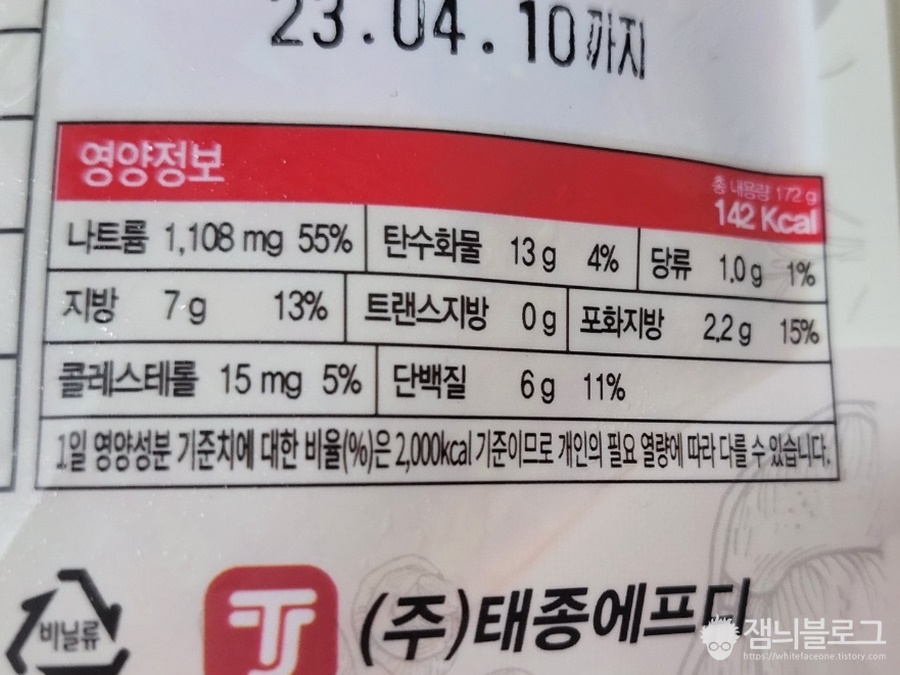 23.04.10까지
영양정보
총 내용량 172 g
142 Kcal
나트륨 1,108 mg 55% 탄수화물 13 g 4% 당류 1.0 g 1%
지방 7 g 13% 트랜스지방 0 g 포화지방 2.2 g 15%
콜레스테롤 15 mg 5% 단백질 6 g 11%
1일 영양성분 기준치에 대한 비율(%)은 2,000kcal 기준이므로 개인의 필요 열량에 따라 다를 수 있습니다.
비닐류
(주)태종에프디
잼늬블로그
https://whitefaceone.tistory.com